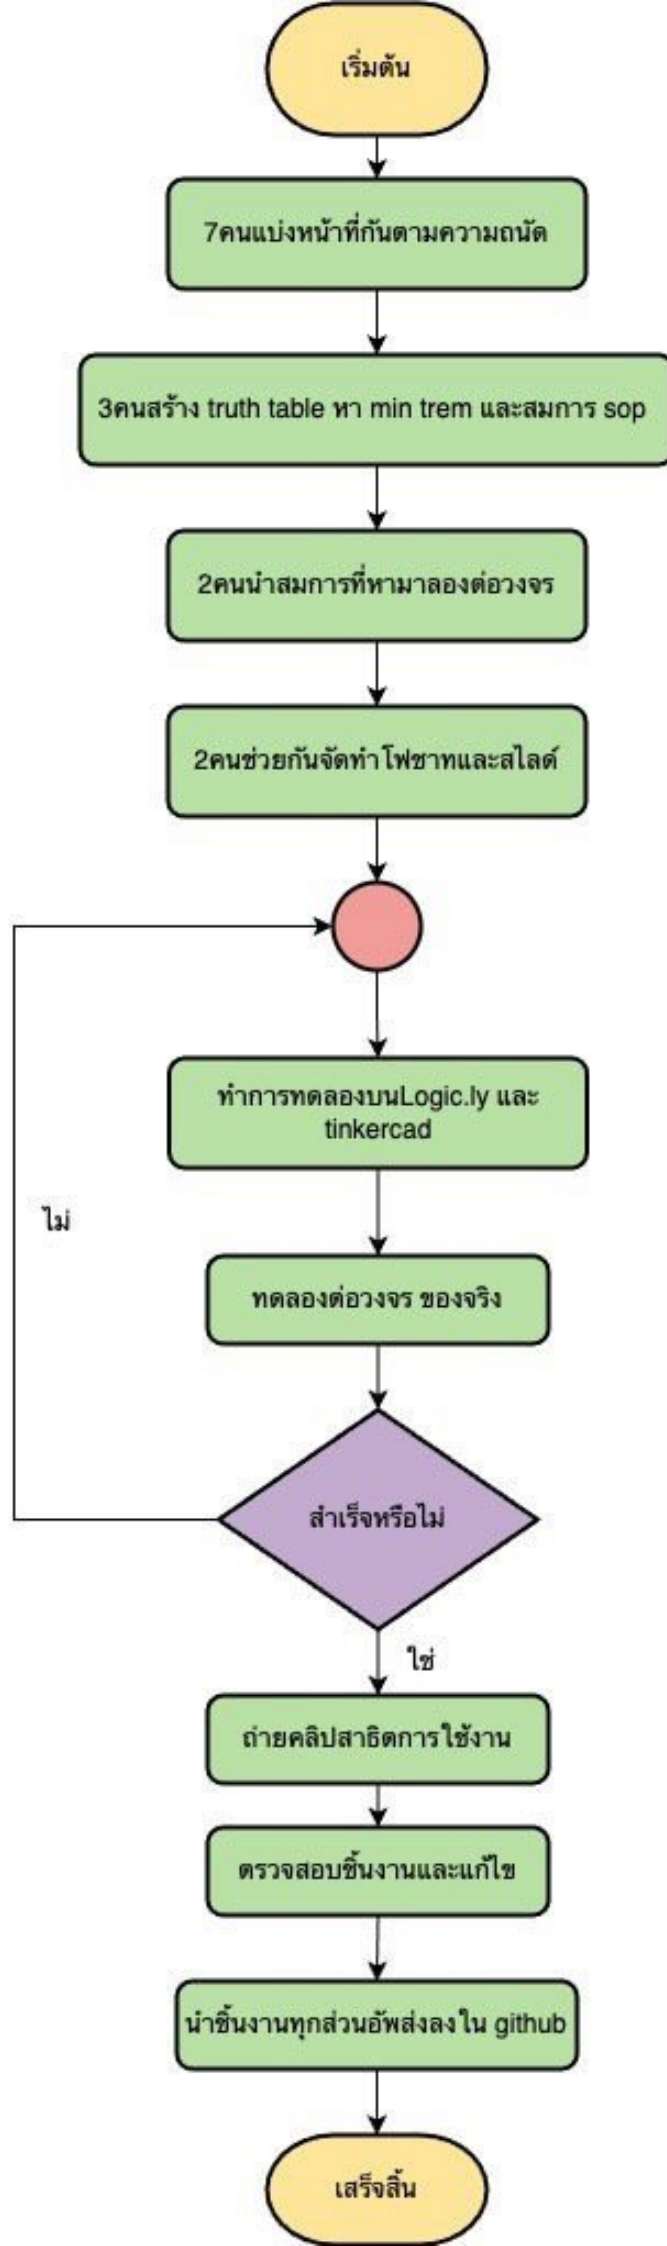 เริ่มต้น
7คนแบ่งหน้าที่กันตามความถนัด
3คนสร้าง truth table หา min trem และสมการ sop
2คนนำสมการที่หามาลองต่อวงจร
2คนช่วยกันจัดทำโฟชาทและสไลด์
ทำการทดลองบนLogic.ly และ
tinkercad
ไม่
ทดลองต่อวงจร ของจริง
สำเร็จหรือไม่
ใช่
ถ่ายคลิปสาธิตการใช้งาน
ตรวจสอบชิ้นงานและแก้ไข
นำชิ้นงานทุกส่วนอัพส่งลงใน github
เสร็จสิ้น